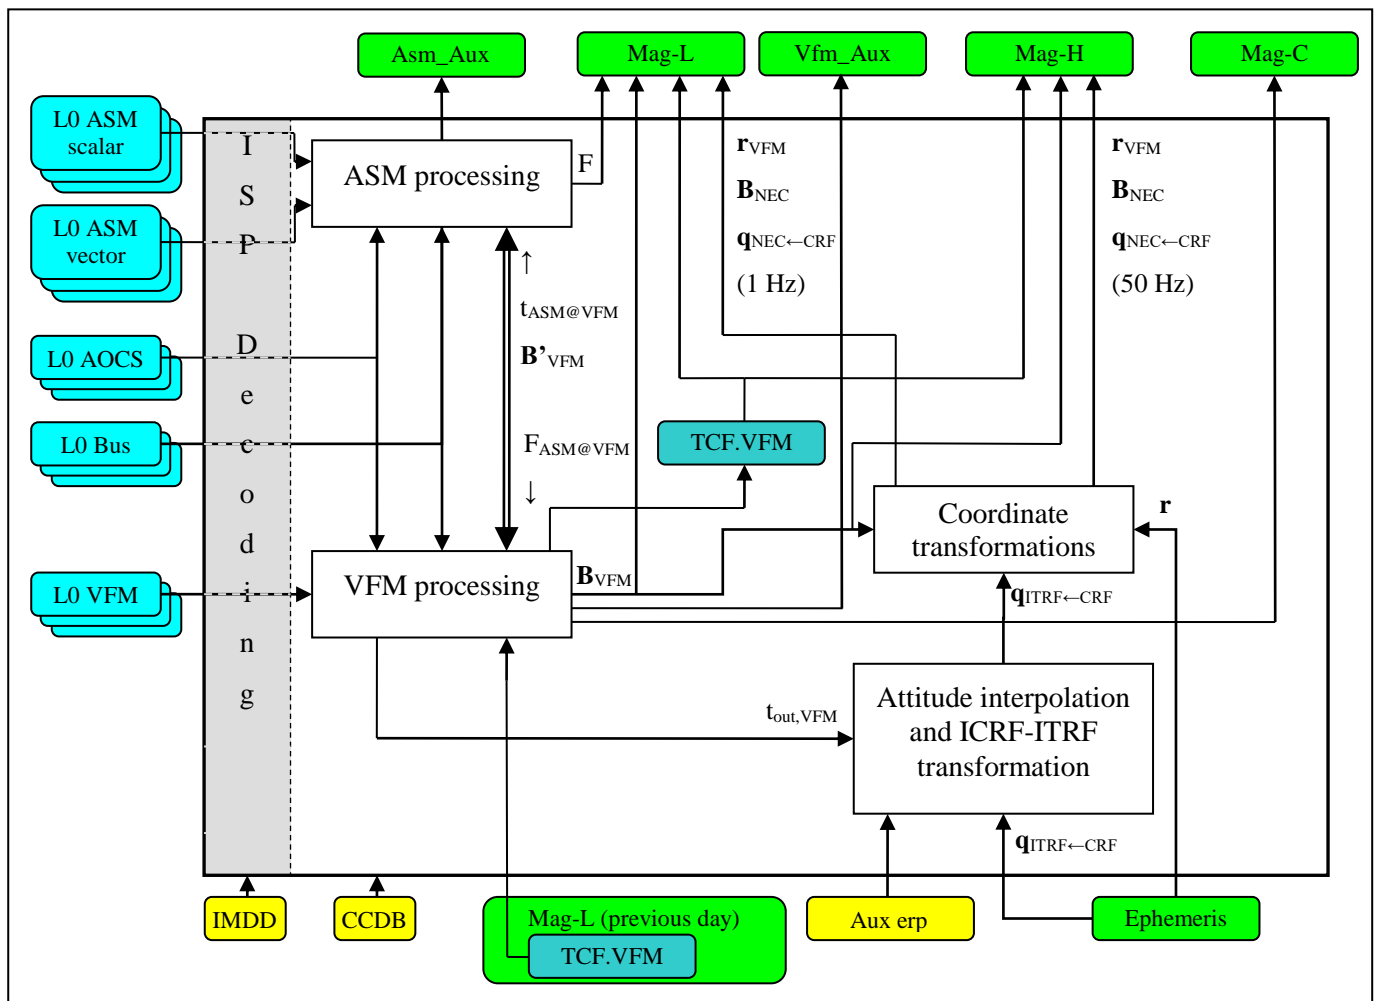 Asm_Aux
Mag-L
Vfm_Aux
Mag-H
Mag-C
L0 ASM
scalar
L0 ASM
vector
L0 AOCS
L0 Bus
L0 VFM
I
S
P
D
e
c
o
d
i
n
g
ASM processing
F
rVFM
BNEC
qNEC←CRF
(1 Hz)
rVFM
BNEC
qNEC←CRF
(50 Hz)
↑
tASM@VFM
B’VFM
FASM@VFM
↓
TCF.VFM
Coordinate
transformations
r
VFM processing
BVFM
qITRF←CRF
Attitude interpolation
and ICRF-ITRF
transformation
tout,VFM
qITRF←CRF
IMDD
CCDB
Mag-L (previous day)
TCF.VFM
Aux erp
Ephemeris